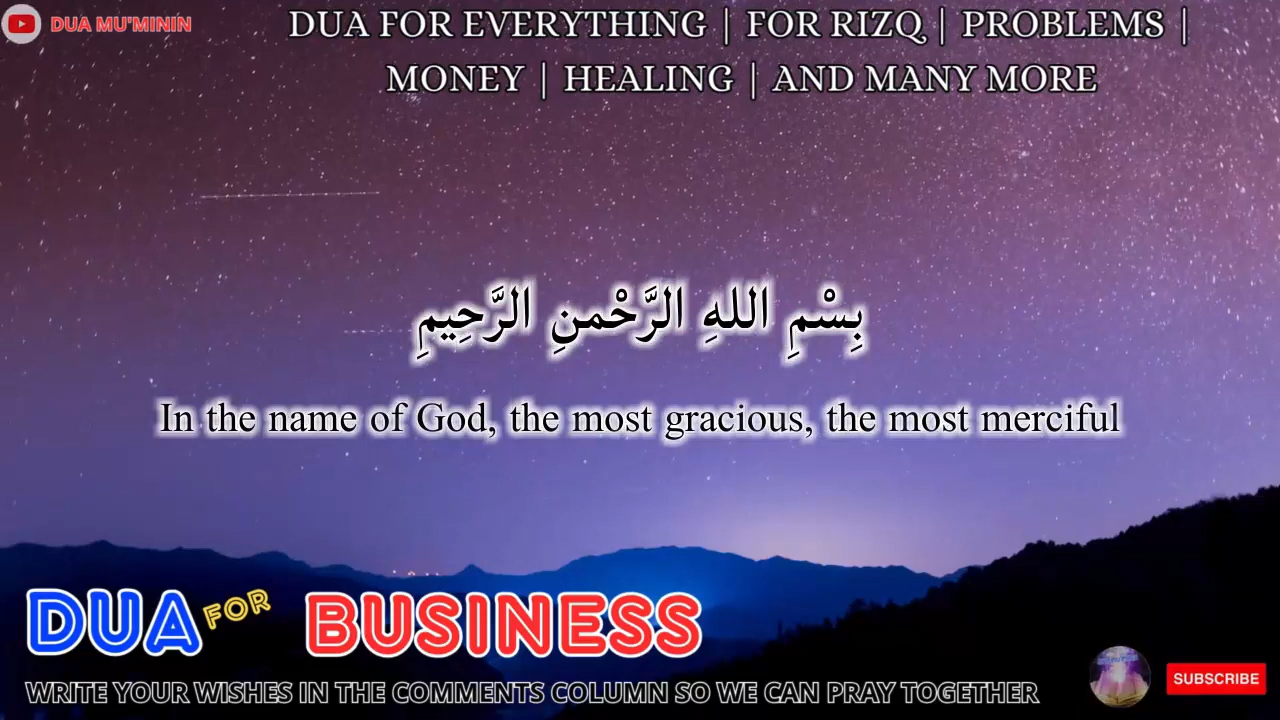 DUA MU'MININ
DUA FOR EVERYTHING | FOR RIZQ | PROBLEMS |
MONEY | HEALING | AND MANY MORE
بِسْمِ اللهِ الرَّحْمنِ الرَّحِيمِ
In the name of God, the most gracious, the most merciful
DUA FOR BUSINESS
WRITE YOUR WISHES IN THE COMMENTS COLUMN SO WE CAN PRAY TOGETHER
SUBSCRIBE